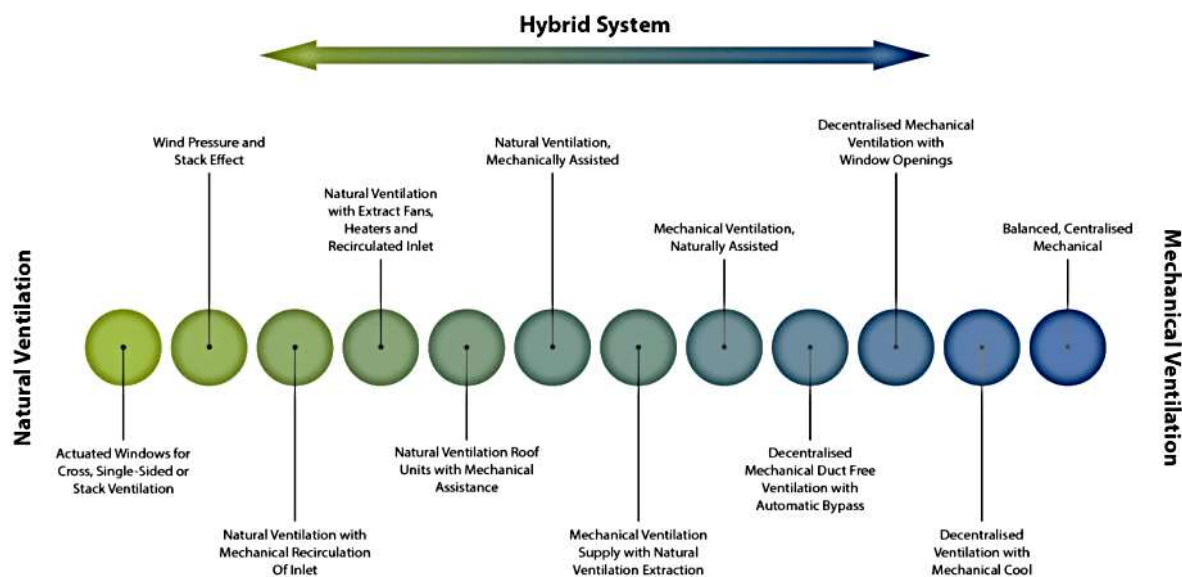 Hybrid System
Wind Pressure and
Stack Effect
Natural Ventilation
with Extract Fans,
Heaters and
Recirculated Inlet
Natural Ventilation,
Mechanically Assisted
Mechanical Ventilation,
Naturally Assisted
Decentralised Mechanical
Ventilation with
Window Openings
Balanced, Centralised
Mechanical
Natural Ventilation
Mechanical Ventilation
Actuated Windows for
Cross, Single-Sided or
Stack Ventilation
Natural Ventilation with
Mechanical Recirculation
Of Inlet
Natural Ventilation Roof
Units with Mechanical
Assistance
Mechanical Ventilation
Supply with Natural
Ventilation Extraction
Decentralised
Mechanical Duct Free
Ventilation with
Automatic Bypass
Decentralised
Ventilation with
Mechanical Cool